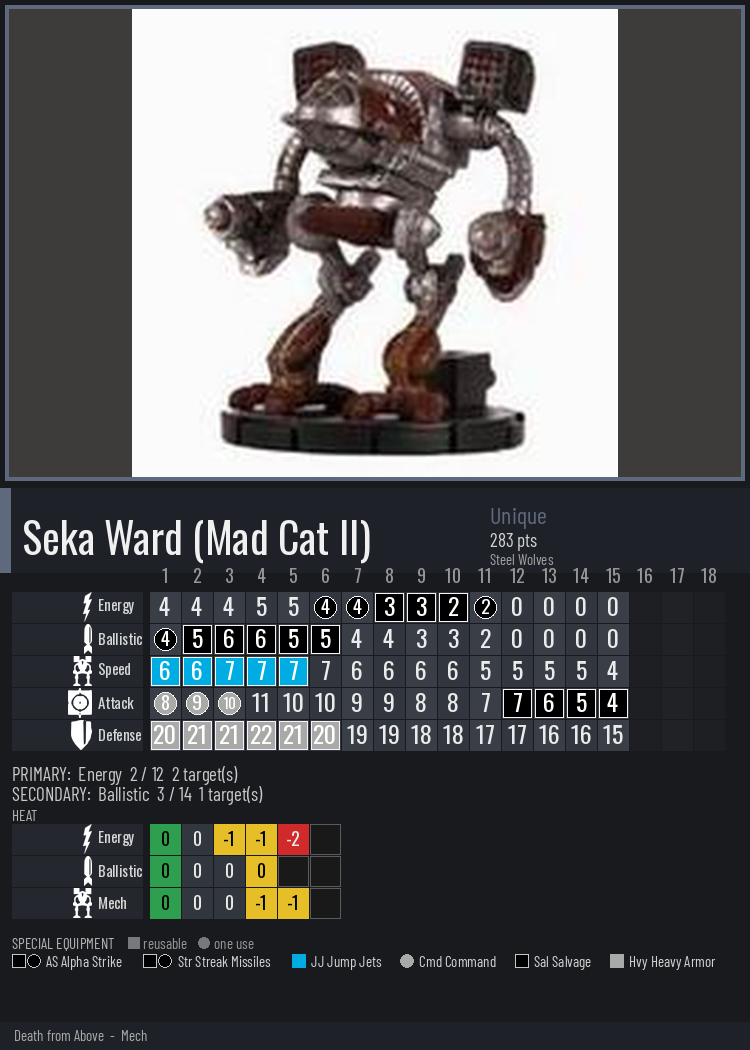 Seka Ward (Mad Cat II)
Unique
283 pts
Steel Wolves
1 2 3 4 5 6 7 8 9 10 11 12 13 14 15 16 17 18
Energy 4 4 4 5 5 4 4 3 3 2 2 0 0 0 0
Ballistic 4 5 6 6 5 5 4 4 3 3 2 0 0 0 0
Speed 6 6 7 7 7 7 6 6 6 6 5 5 5 5 4
Attack 8 9 10 11 10 10 9 9 8 8 7 7 6 5 4
Defense 20 21 21 22 21 20 19 19 18 18 17 17 16 16 15
PRIMARY: Energy 2 / 12 2 target(s)
SECONDARY: Ballistic 3 / 14 1 target(s)
HEAT
Energy 0 0 -1 -1 -2
Ballistic 0 0 0 0
Mech 0 0 0 -1 -1
SPECIAL EQUIPMENT reusable one use
AS Alpha Strike Str Streak Missiles JJ Jump Jets Cmd Command Sal Salvage Hvy Heavy Armor
Death from Above - Mech